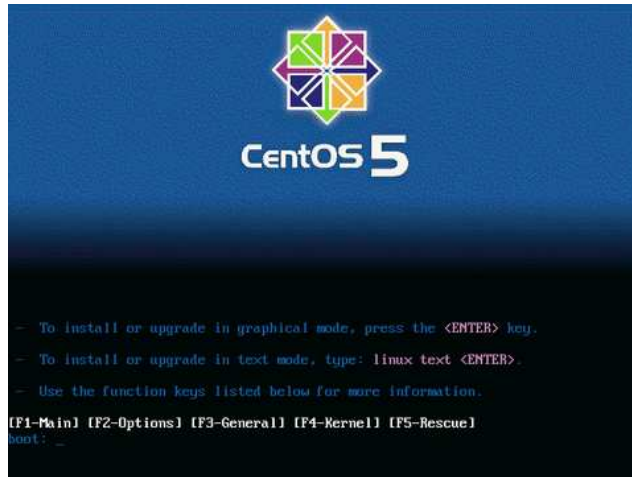 CentOS 5
- To install or upgrade in graphical mode, press the <ENTER> key.
- To install or upgrade in text mode, type: linux text <ENTER>.
- Use the function keys listed below for more information.
[F1-Main] [F2-Options] [F3-General] [F4-Kernel] [F5-Rescue]
boot: _